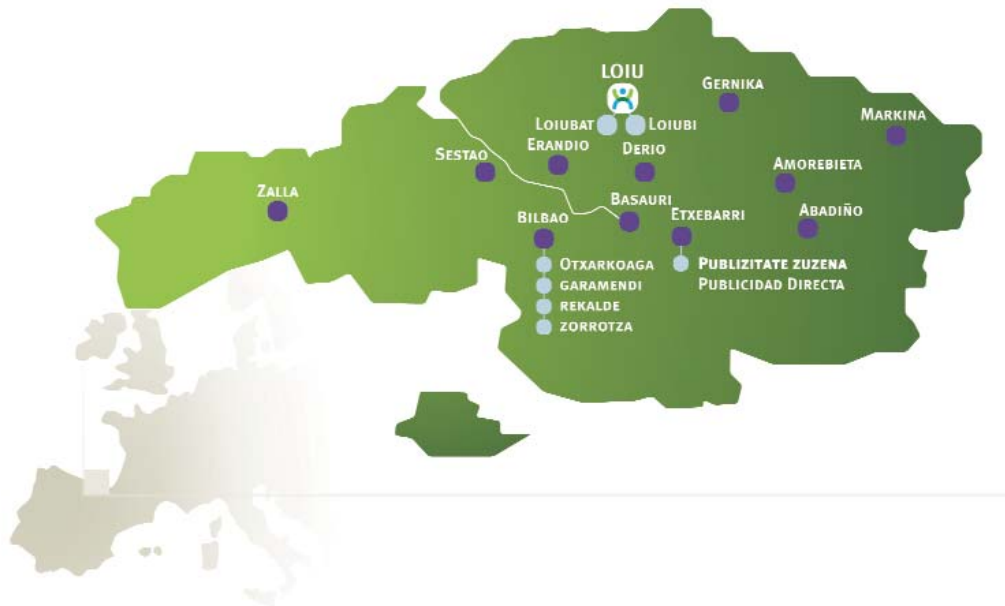 LOIU
GERNIKA
MARKINA
LOIUBAT
LOIUBI
ERANDIO
DERIO
SESTAO
AMOREBIETA
ZALLA
BASAURI
ETXEBARRI
ABADIÑO
BILBAO
OTXARKOAGA
GARAMENDI
REKALDE
ZORROTZA
PUBLIZITATE ZUZENA
PUBLICIDAD DIRECTA